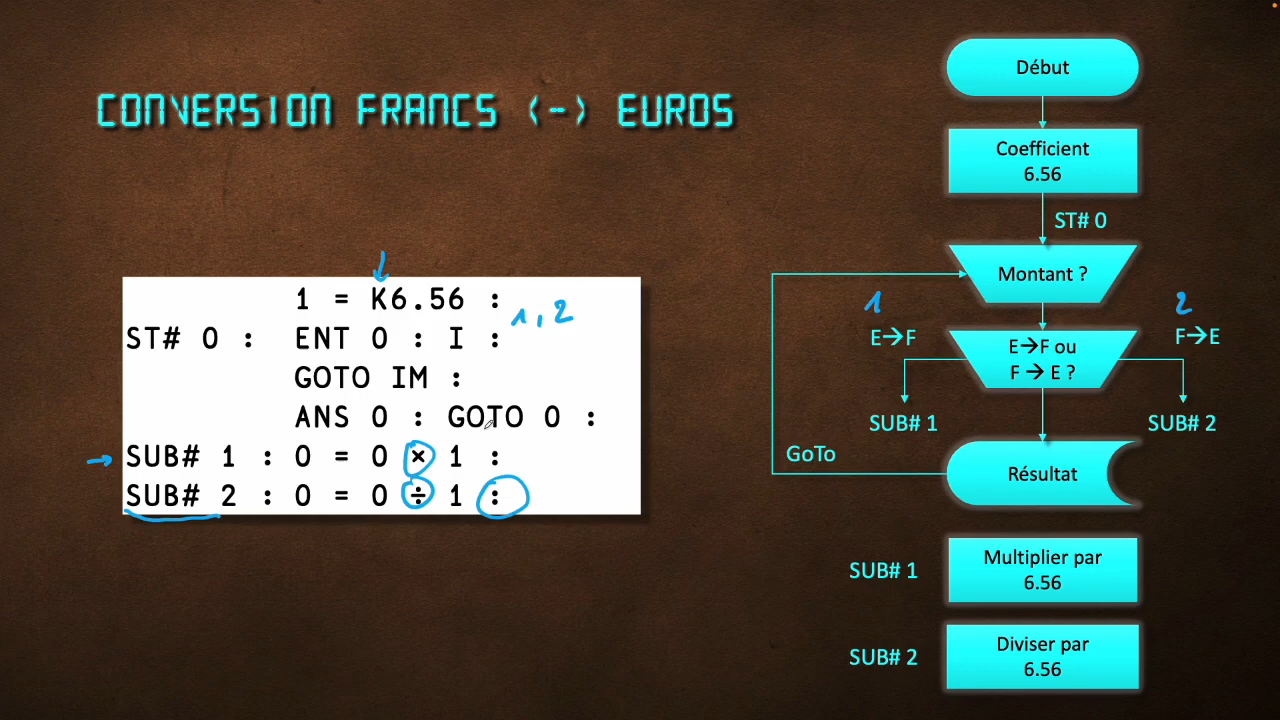 CONVERSION FRANCS <-> EUROS
1 = K6.56 :
1,2
ST# 0 : ENT 0 : I :
GOTO IM :
ANS 0 : GOTO 0 :
SUB# 1 : 0 = 0 × 1 :
SUB# 2 : 0 = 0 ÷ 1 :
Début
Coefficient
6.56
ST# 0
Montant ?
1
E→F
2
F→E
E→F ou
F → E ?
SUB# 1
SUB# 2
GoTo
Résultat
SUB# 1
Multiplier par
6.56
SUB# 2
Diviser par
6.56